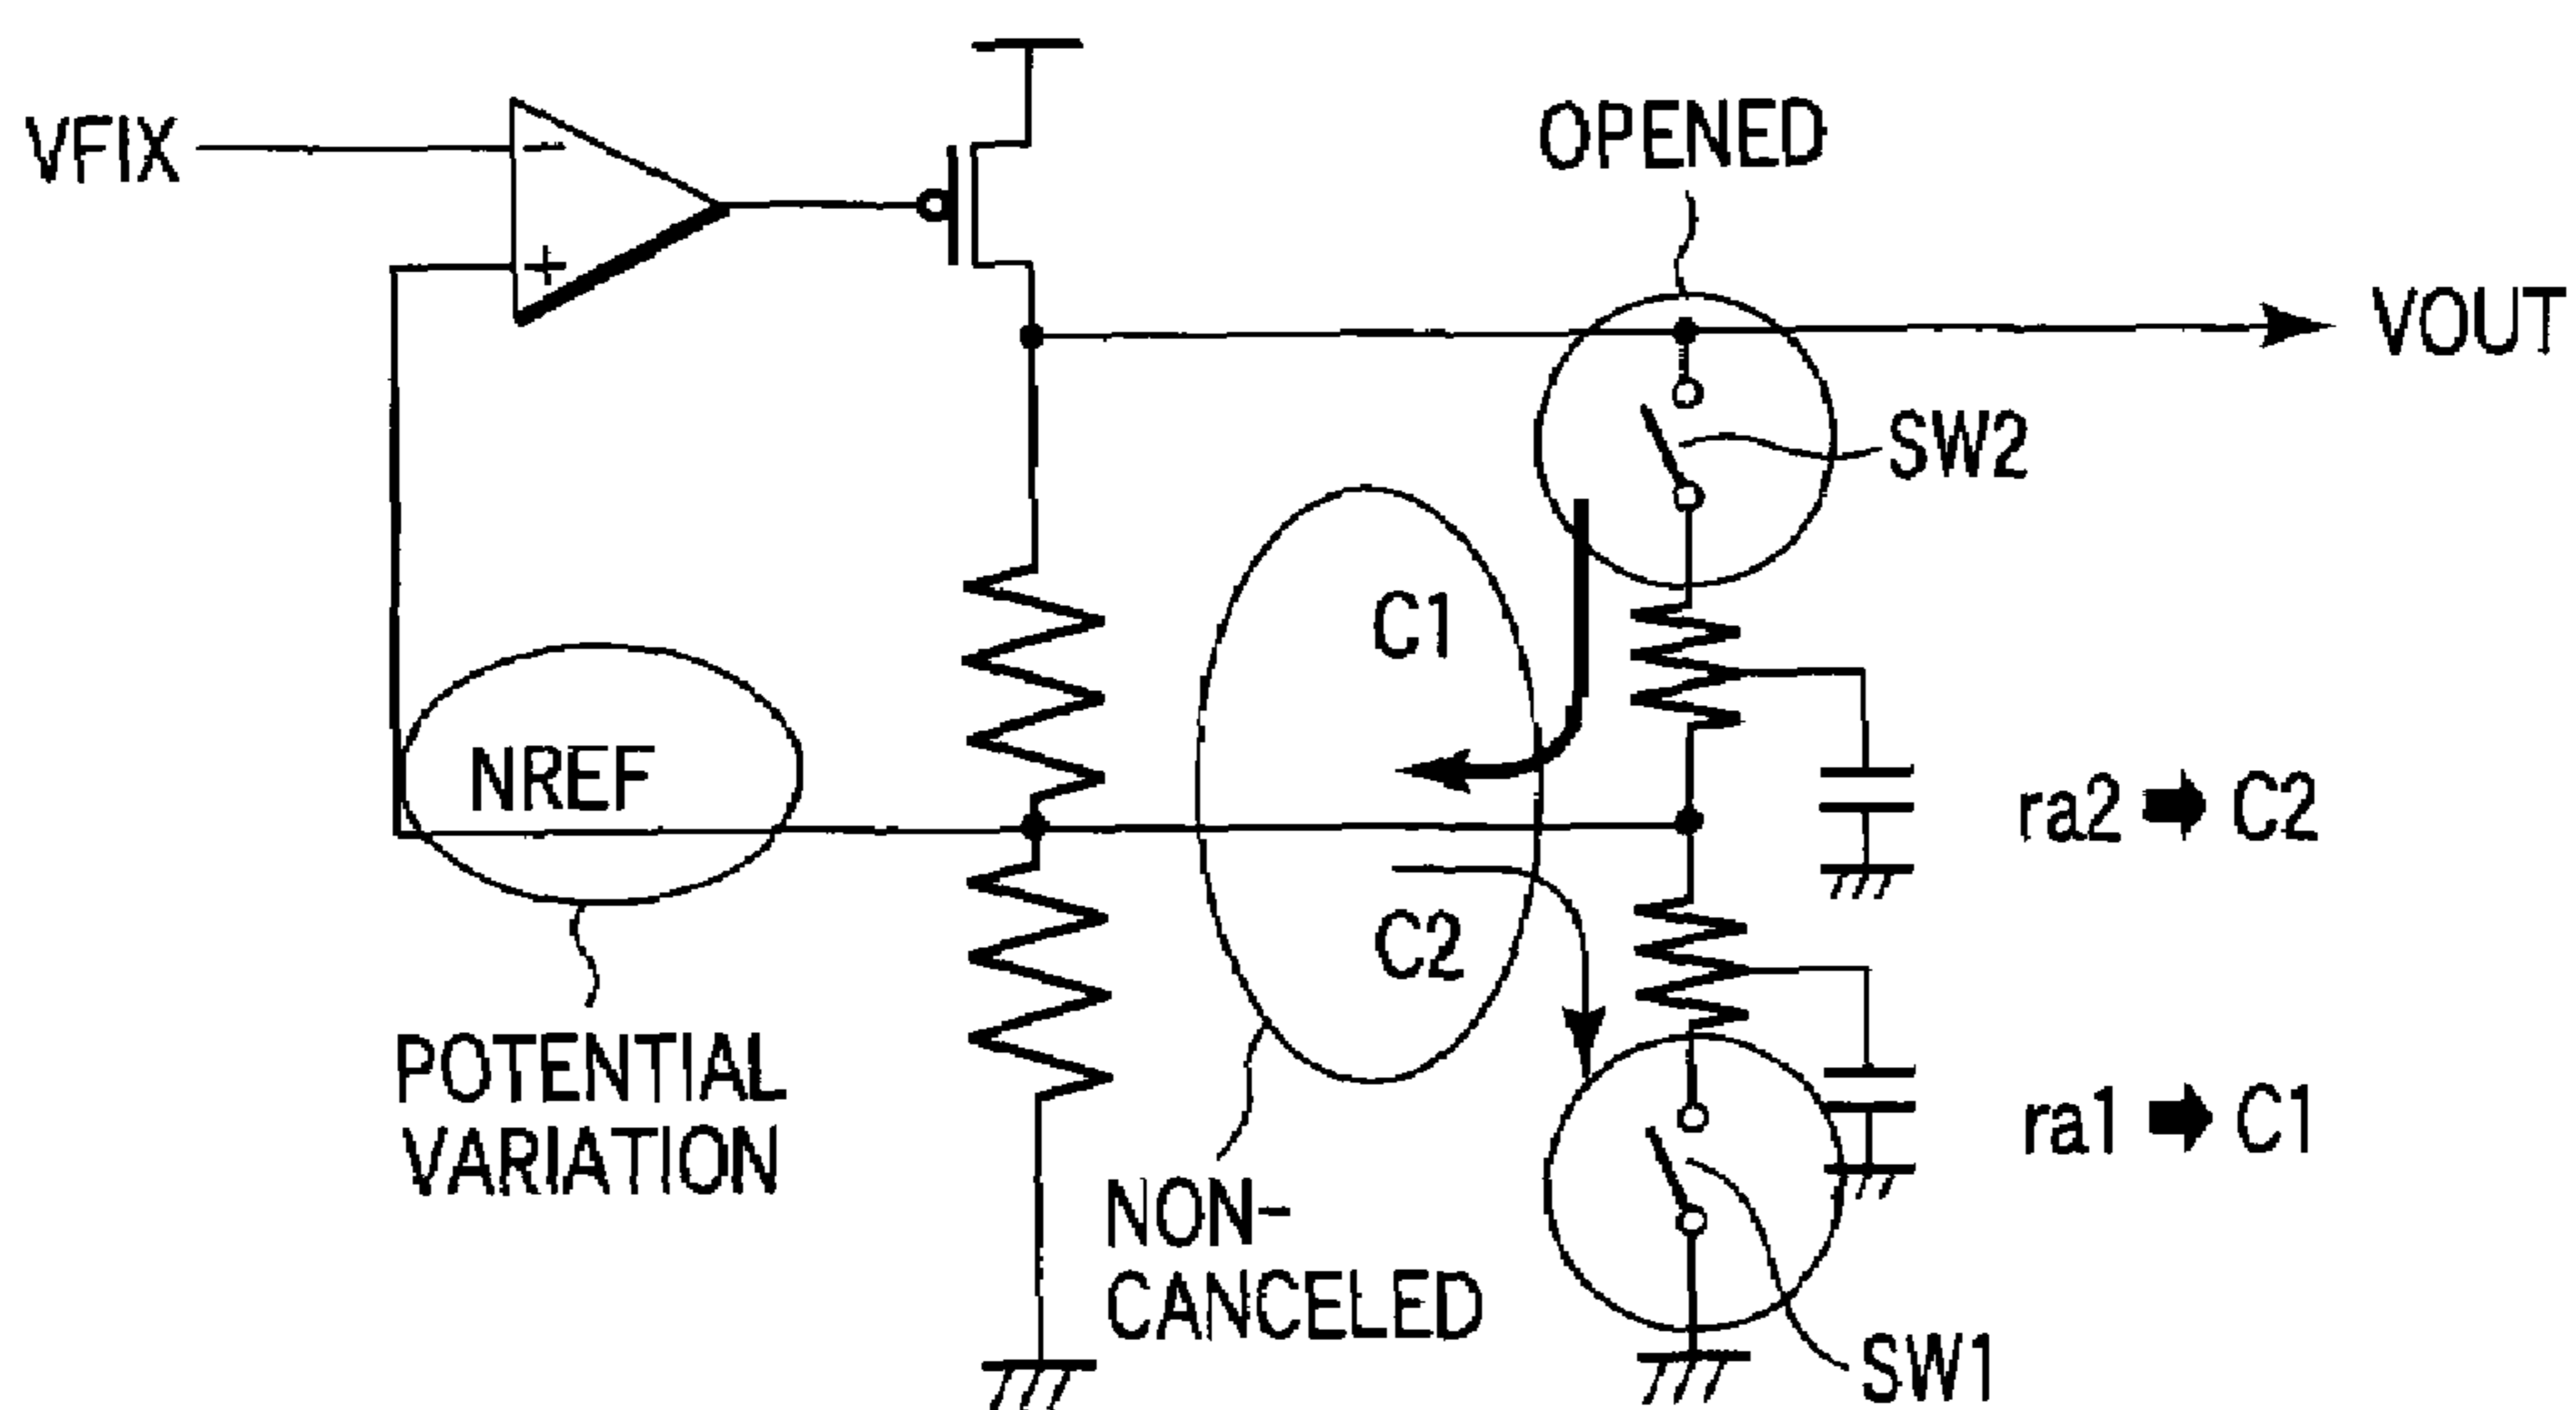 VFIX
−
+
OPENED
VOUT
SW2
C1
NREF
ra2 ➡ C2
C2
POTENTIAL
VARIATION
ra1 ➡ C1
NON-
CANCELED
SW1